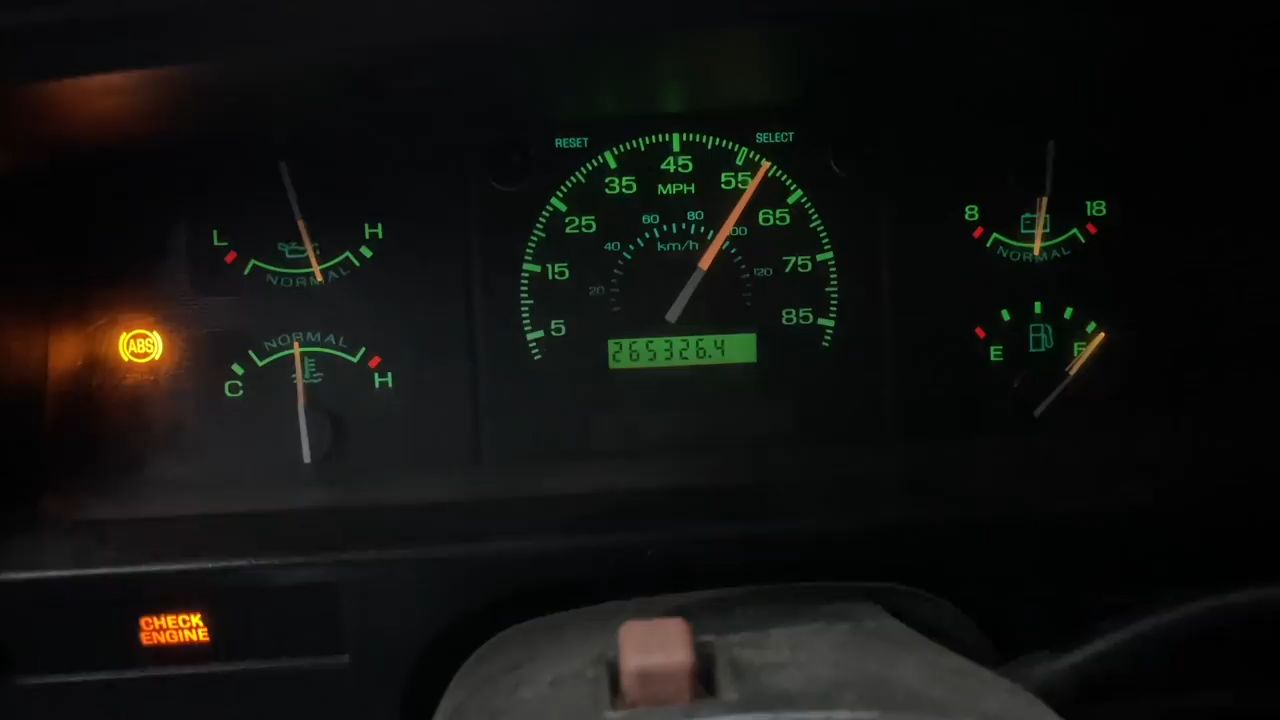 RESET
SELECT
45
35
55
MPH
25
65
60
80
40
km/h
100
15
75
20
120
5
85
265326.4
L
H
NORMAL
ABS
NORMAL
C
H
8
18
NORMAL
E
F
CHECK
ENGINE